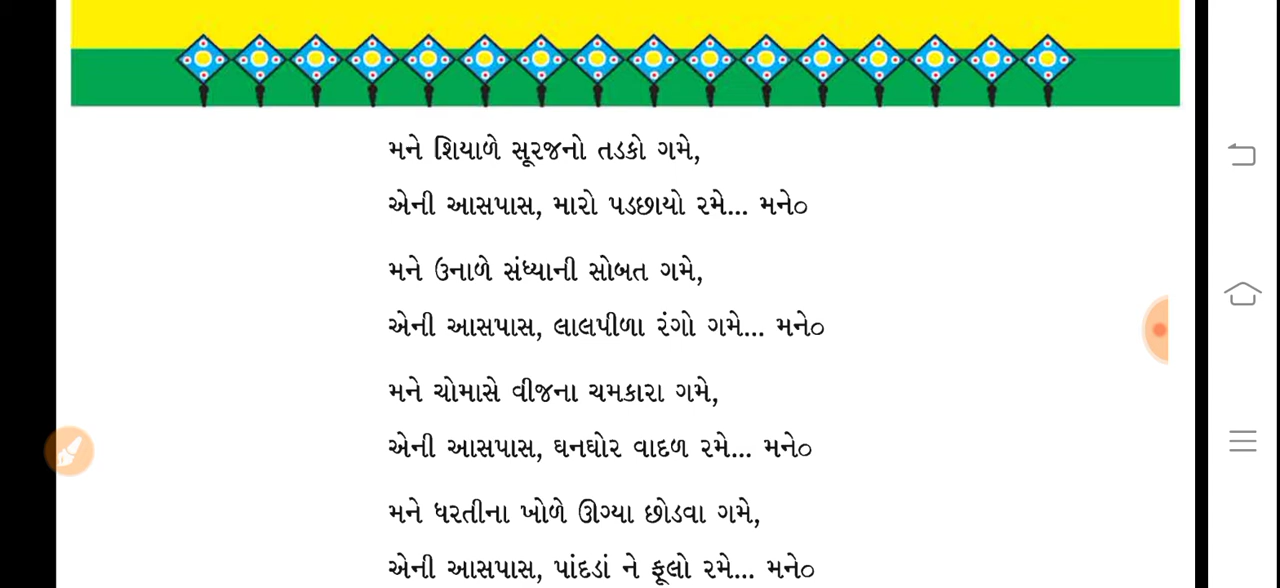 મને શિયાળે સૂરજનો તડકો ગમે,
એની આસપાસ, મારો પડછાયો રમે... મને૦
મને ઉનાળે સંધ્યાની સોબત ગમે,
એની આસપાસ, લાલપીળા રંગો ગમે... મને૦
મને ચોમાસે વીજના ચમકારા ગમે,
એની આસપાસ, ઘનઘોર વાદળ રમે... મને૦
મને ધરતીના ખોળે ઊગ્યા છોડવા ગમે,
એની આસપાસ, પાંદડાં ને ફૂલો રમે... મને૦